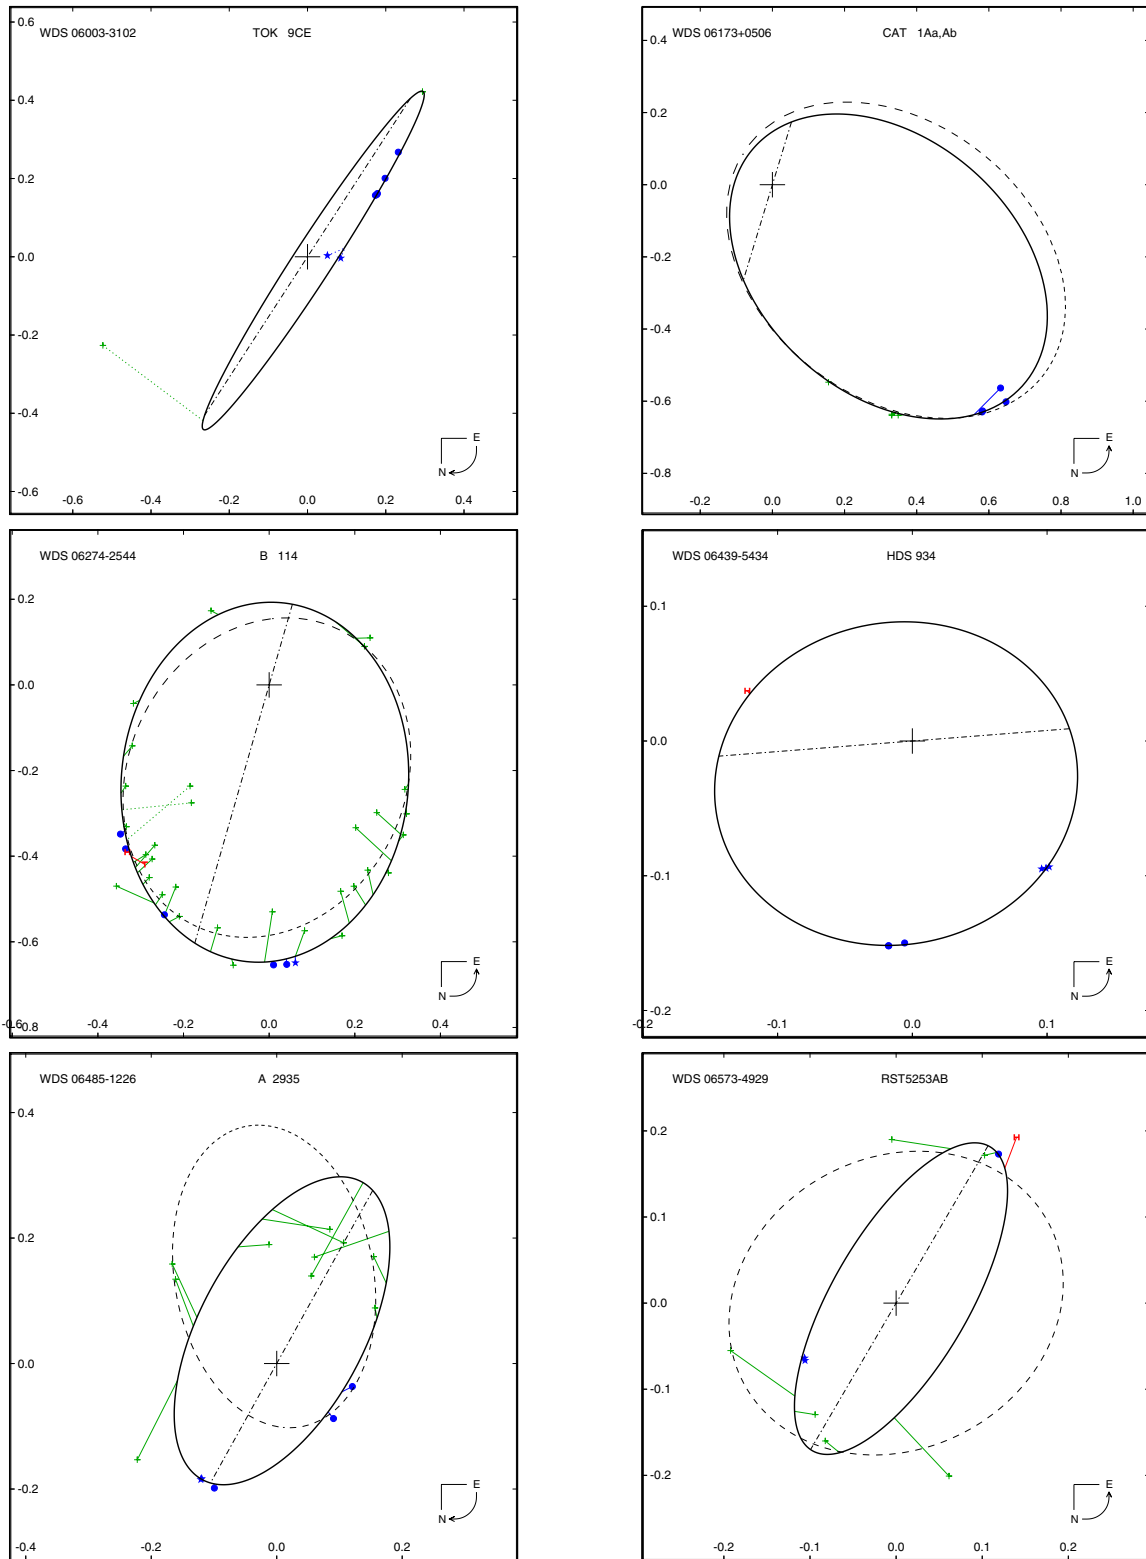 WDS 06003-3102 TOK 9CE
0.6
0.4
0.2
0.0
-0.2
-0.4
-0.6
-0.6 -0.4 -0.2 0.0 0.2 0.4
E
N
WDS 06173+0506 CAT 1Aa,Ab
0.4
0.2
0.0
-0.2
-0.4
-0.6
-0.8
-0.2 0.0 0.2 0.4 0.6 0.8 1.0
E
N
WDS 06274-2544 B 114
0.2
0.0
-0.2
-0.4
-0.6
-0.8
-0.6 -0.4 -0.2 0.0 0.2 0.4
E
N
WDS 06439-5434 HDS 934
0.1
0.0
-0.1
-0.2
-0.2 -0.1 0.0 0.1
E
N
WDS 06485-1226 A 2935
0.4
0.2
0.0
-0.2
-0.4 -0.2 0.0 0.2
E
N
WDS 06573-4929 RST5253AB
0.2
0.1
0.0
-0.1
-0.2
-0.2 -0.1 0.0 0.1 0.2
E
N